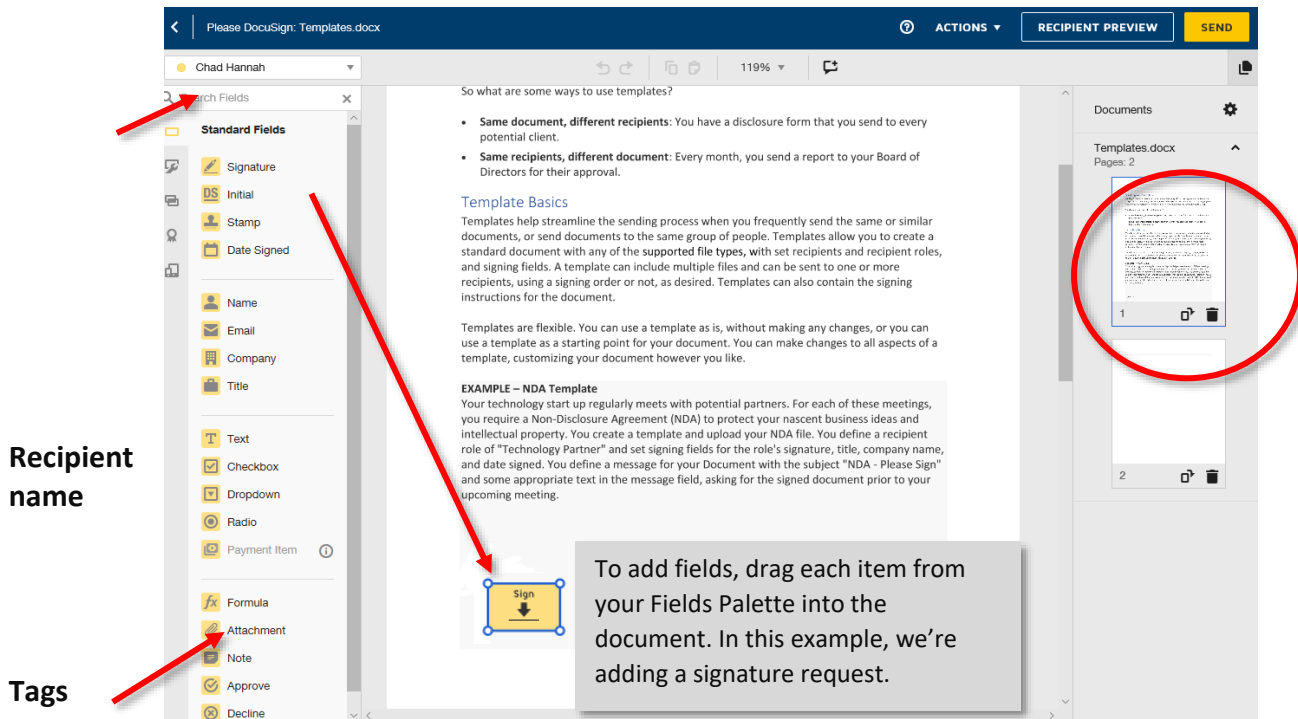 Please DocuSign: Templates.docx
ACTIONS
RECIPIENT PREVIEW
SEND
Chad Hannah
119%
rch Fields
Standard Fields
Signature
DS Initial
Stamp
Date Signed
Name
Email
Company
Title
T Text
Checkbox
Dropdown
Radio
Payment Item
fx Formula
Attachment
Note
Approve
Decline
Recipient
name
Tags
So what are some ways to use templates?
• Same document, different recipients: You have a disclosure form that you send to every
potential client.
• Same recipients, different document: Every month, you send a report to your Board of
Directors for their approval.
Template Basics
Templates help streamline the sending process when you frequently send the same or similar
documents, or send documents to the same group of people. Templates allow you to create a
standard document with any of the supported file types, with set recipients and recipient roles,
and signing fields. A template can include multiple files and can be sent to one or more
recipients, using a signing order or not, as desired. Templates can also contain the signing
instructions for the document.
Templates are flexible. You can use a template as is, without making any changes, or you can
use a template as a starting point for your document. You can make changes to all aspects of a
template, customizing your document however you like.
EXAMPLE – NDA Template
Your technology start up regularly meets with potential partners. For each of these meetings,
you require a Non-Disclosure Agreement (NDA) to protect your nascent business ideas and
intellectual property. You create a template and upload your NDA file. You define a recipient
role of "Technology Partner" and set signing fields for the role's signature, title, company name,
and date signed. You define a message for your Document with the subject "NDA - Please Sign"
and some appropriate text in the message field, asking for the signed document prior to your
upcoming meeting.
Sign
To add fields, drag each item from
your Fields Palette into the
document. In this example, we're
adding a signature request.
Documents
Templates.docx
Pages: 2
1
2